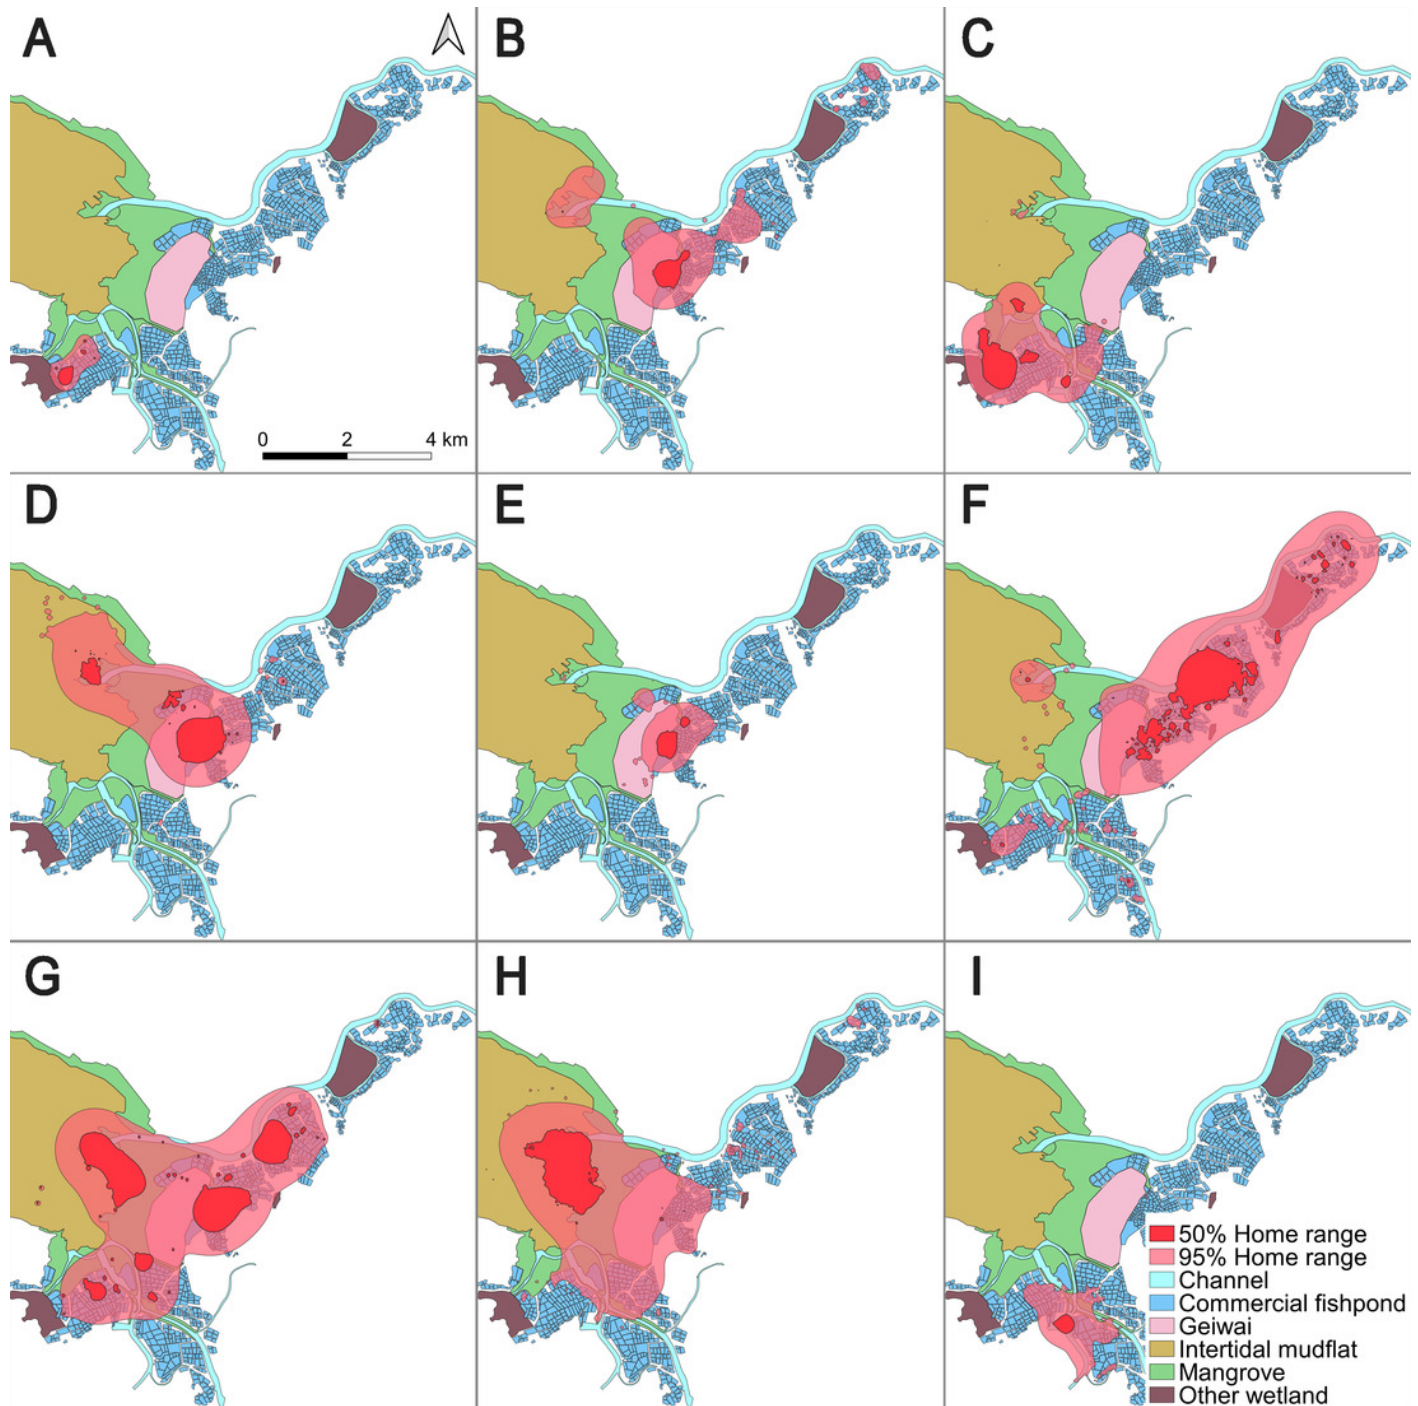 A
B
C
0 2 4 km
D
E
F
G
H
I
50% Home range
95% Home range
Channel
Commercial fishpond
Geiwai
Intertidal mudflat
Mangrove
Other wetland